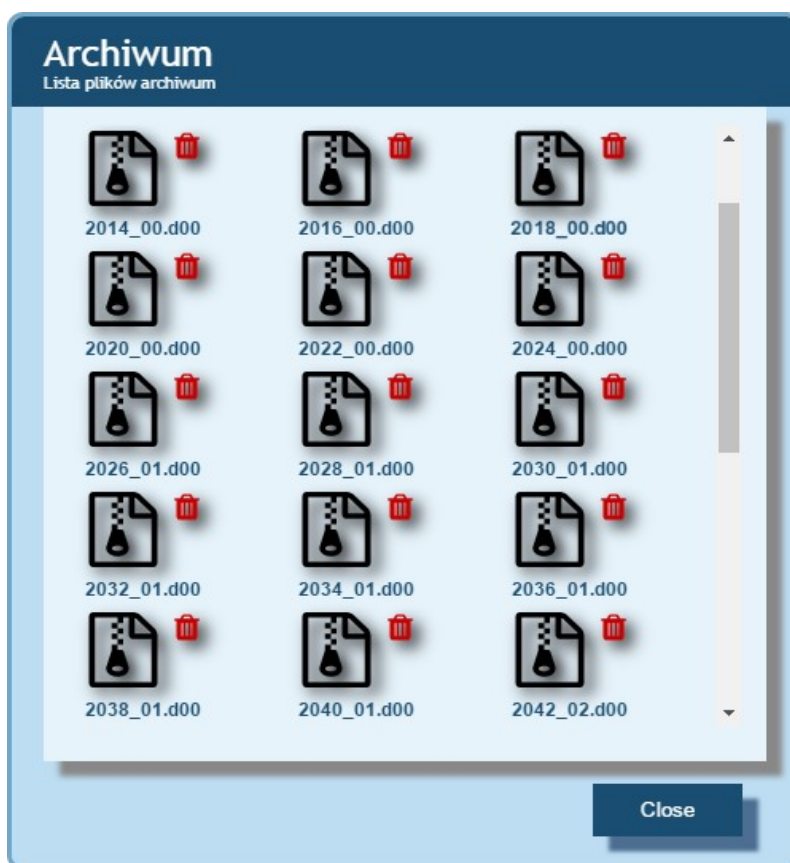 Archiwum
Lista plików archiwum
2014_00.d00 2016_00.d00 2018_00.d00
2020_00.d00 2022_00.d00 2024_00.d00
2026_01.d00 2028_01.d00 2030_01.d00
2032_01.d00 2034_01.d00 2036_01.d00
2038_01.d00 2040_01.d00 2042_02.d00
Close